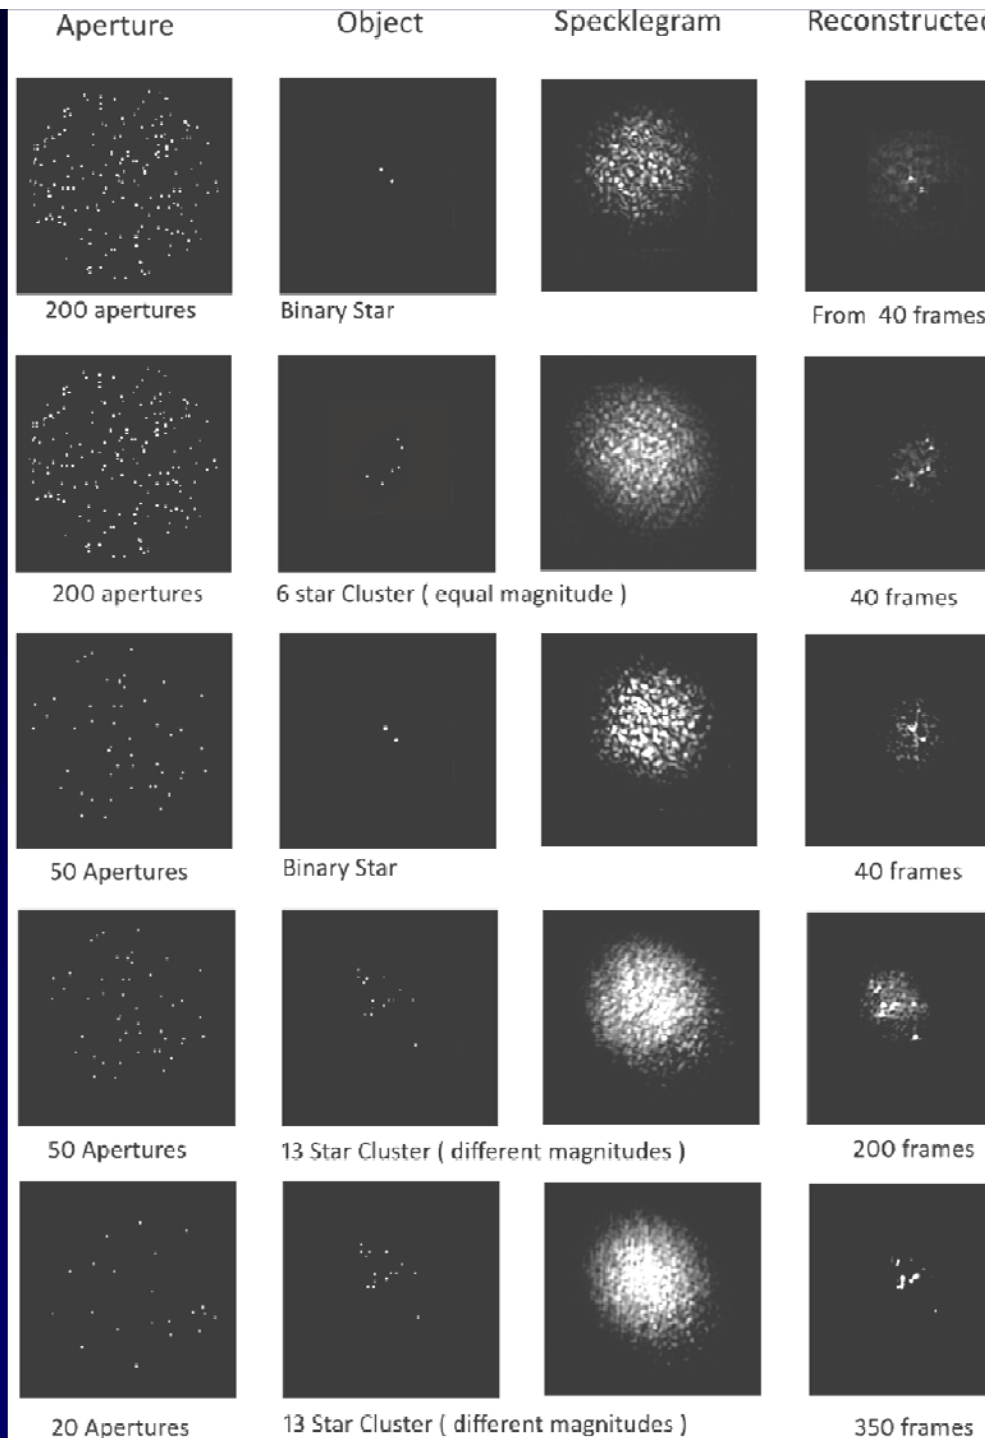 Aperture Object Specklegram Reconstructed
200 apertures Binary Star From 40 frames
200 apertures 6 star Cluster ( equal magnitude ) 40 frames
50 Apertures Binary Star 40 frames
50 Apertures 13 Star Cluster ( different magnitudes ) 200 frames
20 Apertures 13 Star Cluster ( different magnitudes ) 350 frames